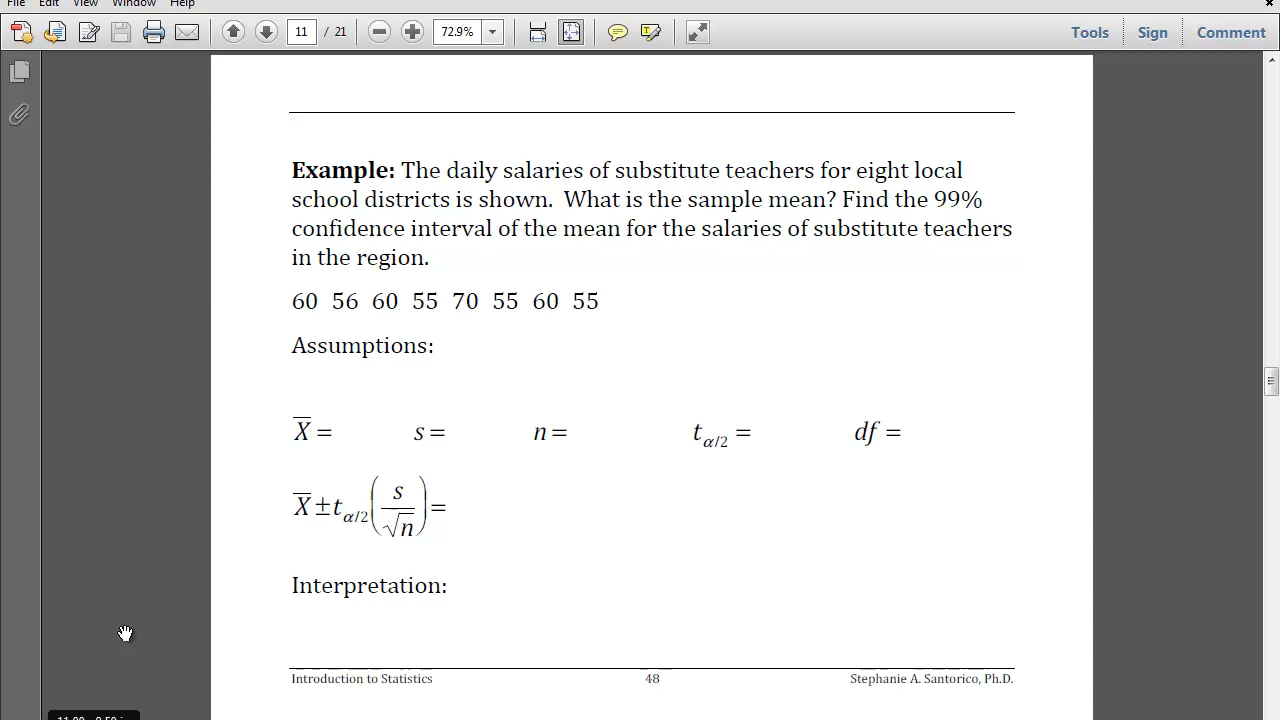 File Edit View Window Help
11 / 21 72.9% Tools Sign Comment
Example: The daily salaries of substitute teachers for eight local
school districts is shown. What is the sample mean? Find the 99%
confidence interval of the mean for the salaries of substitute teachers
in the region.
60 56 60 55 70 55 60 55
Assumptions:
X̅ = s = n = t α/2 = df =
X̅ ± t α/2 (s/√n) =
Interpretation:
Introduction to Statistics 48 Stephanie A. Santorico, Ph.D.